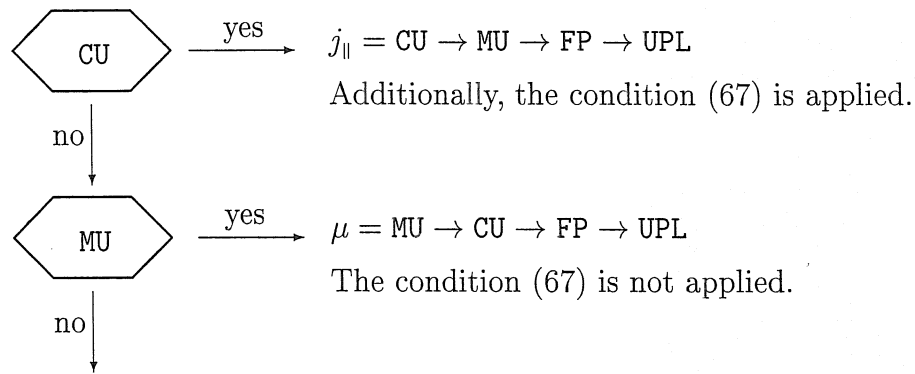 CU
yes
j∥ = CU → MU → FP → UPL
Additionally, the condition (67) is applied.
no
MU
yes
μ = MU → CU → FP → UPL
The condition (67) is not applied.
no